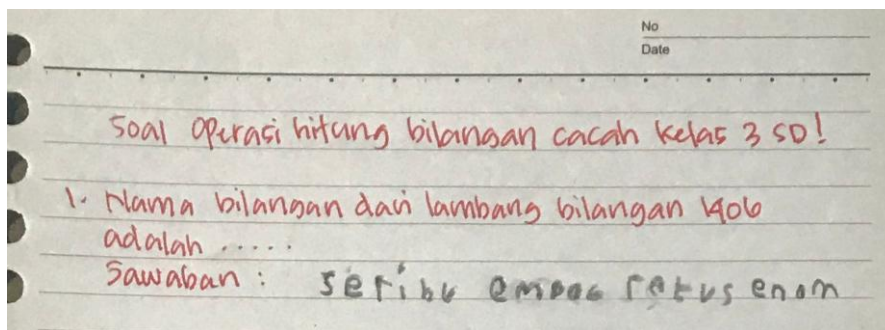 No
Date
Soal operasi hitung bilangan cacah kelas 3 SD!
1. Nama bilangan dari lambang bilangan 1406
adalah .....
Jawaban : seribu empat ratus enam